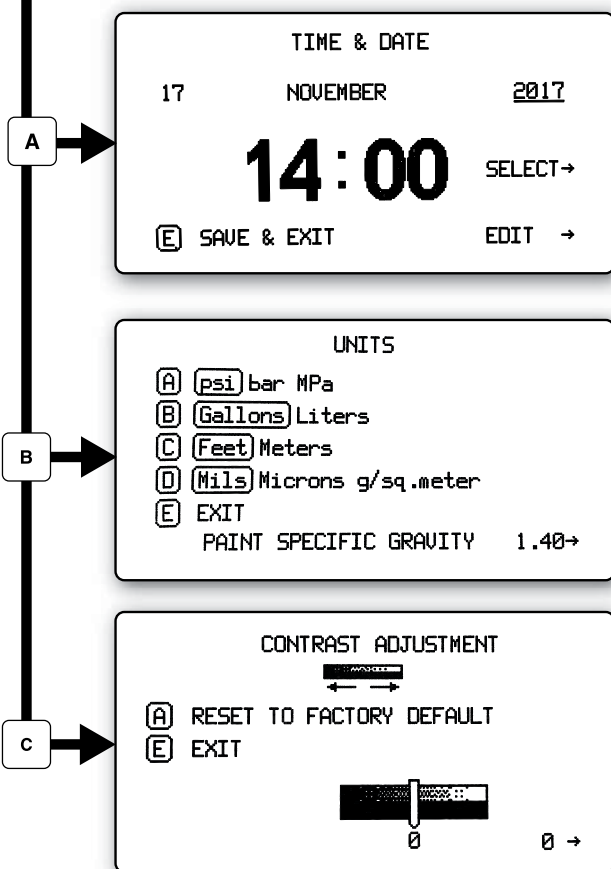 TIME & DATE
17 NOVEMBER 2017
A
14:00 SELECT→
E SAVE & EXIT EDIT →
UNITS
A psi bar MPa
B Gallons Liters
B C Feet Meters
D Mils Microns g/sq.meter
E EXIT
PAINT SPECIFIC GRAVITY 1.40→
CONTRAST ADJUSTMENT
← →
A RESET TO FACTORY DEFAULT
C E EXIT
0 0 →